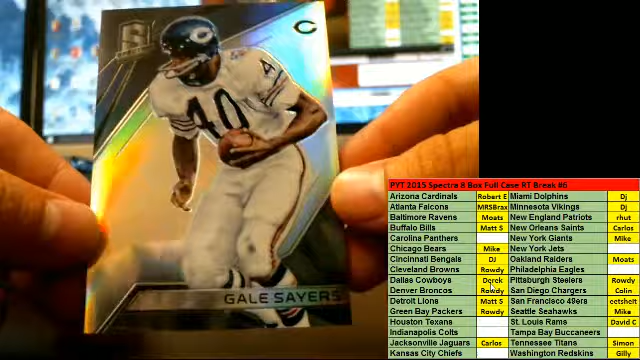 C
40
4
GALE SAYERS
PYT 2015 Spectra 8 Box Full Case RT Break #6
Arizona Cardinals Robert E Miami Dolphins Dj
Atlanta Falcons MRSBrax Minnesota Vikings Dj
Baltimore Ravens Moats New England Patriots rhut
Buffalo Bills Matt S New Orleans Saints Carlos
Carolina Panthers New York Giants Mike
Chicago Bears Mike New York Jets
Cincinnati Bengals DJ Oakland Raiders Moats
Cleveland Browns Rowdy Philadelphia Eagles
Dallas Cowboys Derek Pittsburgh Steelers Rowdy
Denver Broncos Rowdy San Diego Chargers Colin
Detroit Lions Matt S San Francisco 49ers eetsheit
Green Bay Packers Rowdy Seattle Seahawks Mike
Houston Texans St. Louis Rams David C
Indianapolis Colts Tampa Bay Buccaneers
Jacksonville Jaguars Carlos Tennessee Titans Simon
Kansas City Chiefs Washington Redskins Gilly